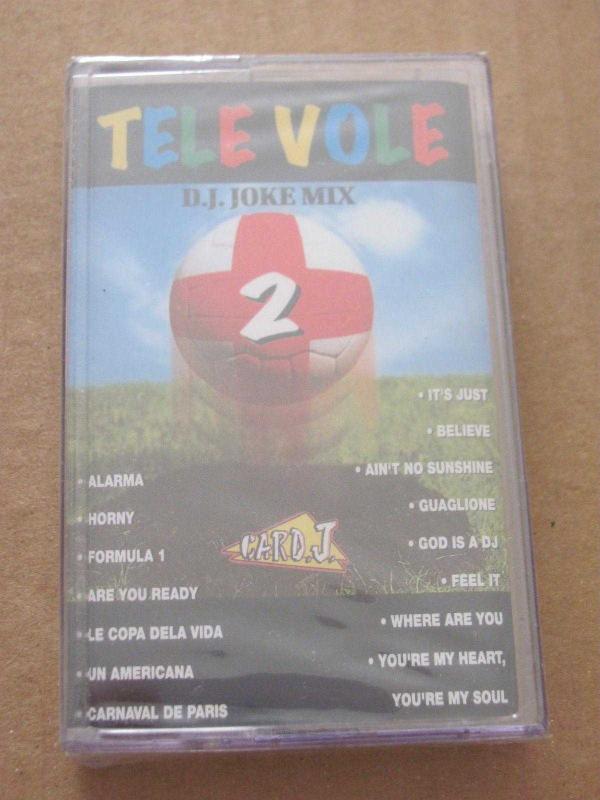 TELE VOLE
D.J. JOKE MIX
2
• IT'S JUST
• BELIEVE
• AIN'T NO SUNSHINE
• GUAGLIONE
• GOD IS A DJ
• FEEL IT
• WHERE ARE YOU
• YOU'RE MY HEART,
YOU'RE MY SOUL
CARD.J.
• ALARMA
• HORNY
• FORMULA 1
• ARE YOU READY
• LE COPA DELA VIDA
• UN AMERICANA
• CARNAVAL DE PARIS